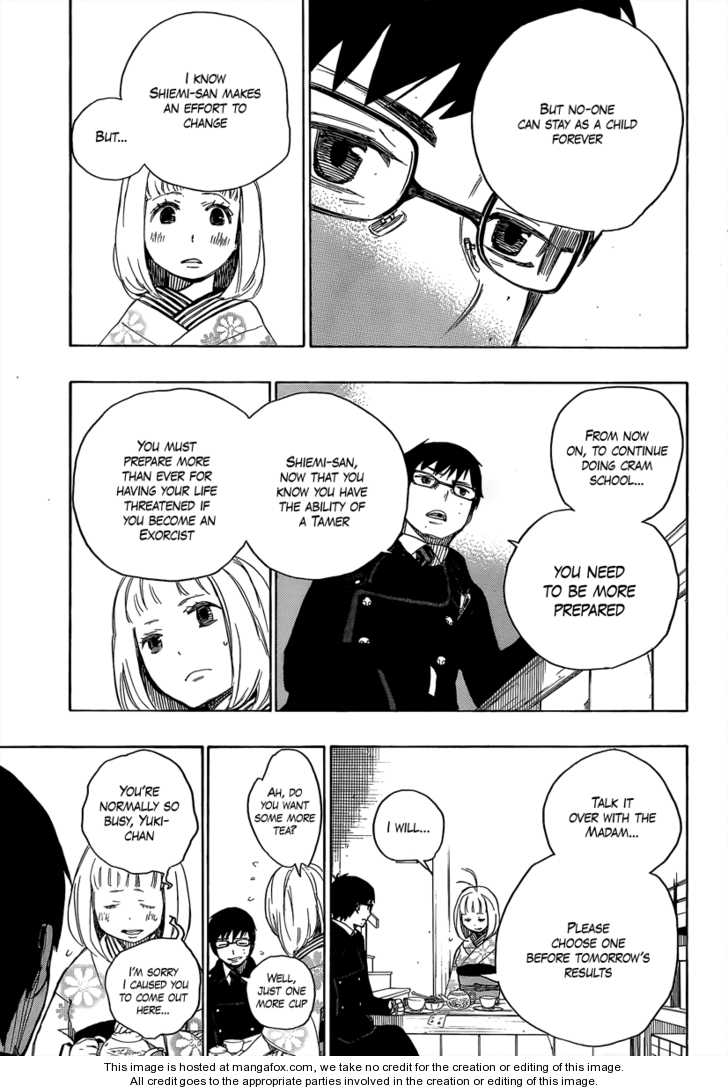 BUT NO-ONE
CAN STAY AS A CHILD
FOREVER
I KNOW
SHIEMI-SAN MAKES
AN EFFORT TO
CHANGE
BUT...
FROM NOW
ON, TO CONTINUE
DOING CRAM
SCHOOL...
YOU NEED
TO BE MORE
PREPARED
SHIEMI-SAN,
NOW THAT YOU
KNOW YOU HAVE
THE ABILITY OF
A TAMER
YOU MUST
PREPARE MORE
THAN EVER FOR
HAVING YOUR LIFE
THREATENED IF
YOU BECOME AN
EXORCIST
TALK IT
OVER WITH THE
MADAM...
PLEASE
CHOOSE ONE
BEFORE TOMORROW'S
RESULTS
I WILL...
AH, DO
YOU WANT
SOME MORE
TEA?
WELL,
JUST ONE
MORE CUP
YOU'RE
NORMALLY SO
BUSY, YUKI-
CHAN
I'M SORRY
I CAUSED YOU
TO COME OUT
HERE...
This image is hosted at mangafox.com, we take no credit for the creation or editing of this image.
All credit goes to the appropriate parties involved in the creation and editing of this image.